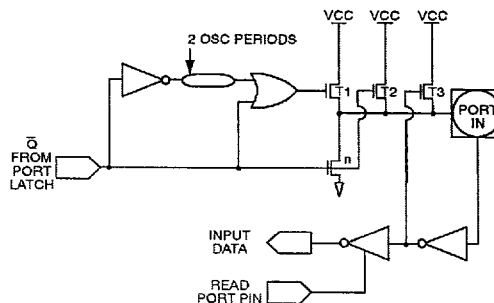 2 OSC PERIODS
VCC
VCC
VCC
T1
T2
T3
PORT
IN
Q
FROM
PORT
LATCH
n
INPUT
DATA
READ
PORT PIN